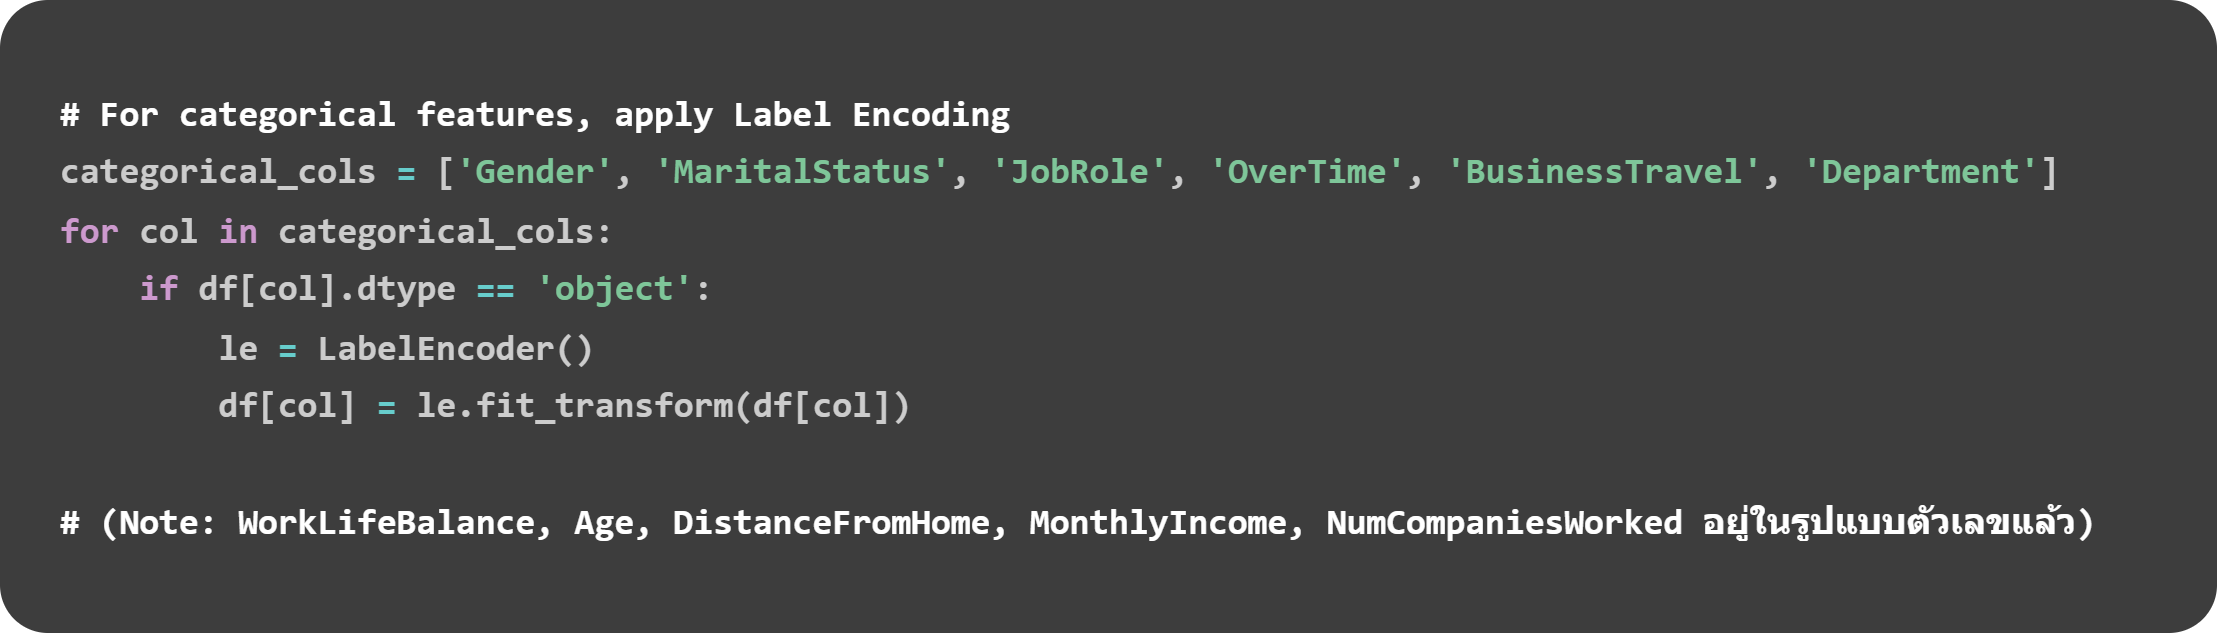 # For categorical features, apply Label Encoding
categorical_cols = ['Gender', 'MaritalStatus', 'JobRole', 'OverTime', 'BusinessTravel', 'Department']
for col in categorical_cols:
    if df[col].dtype == 'object':
        le = LabelEncoder()
        df[col] = le.fit_transform(df[col])
# (Note: WorkLifeBalance, Age, DistanceFromHome, MonthlyIncome, NumCompaniesWorked อยู่ในรูปแบบตัวเลขแล้ว)